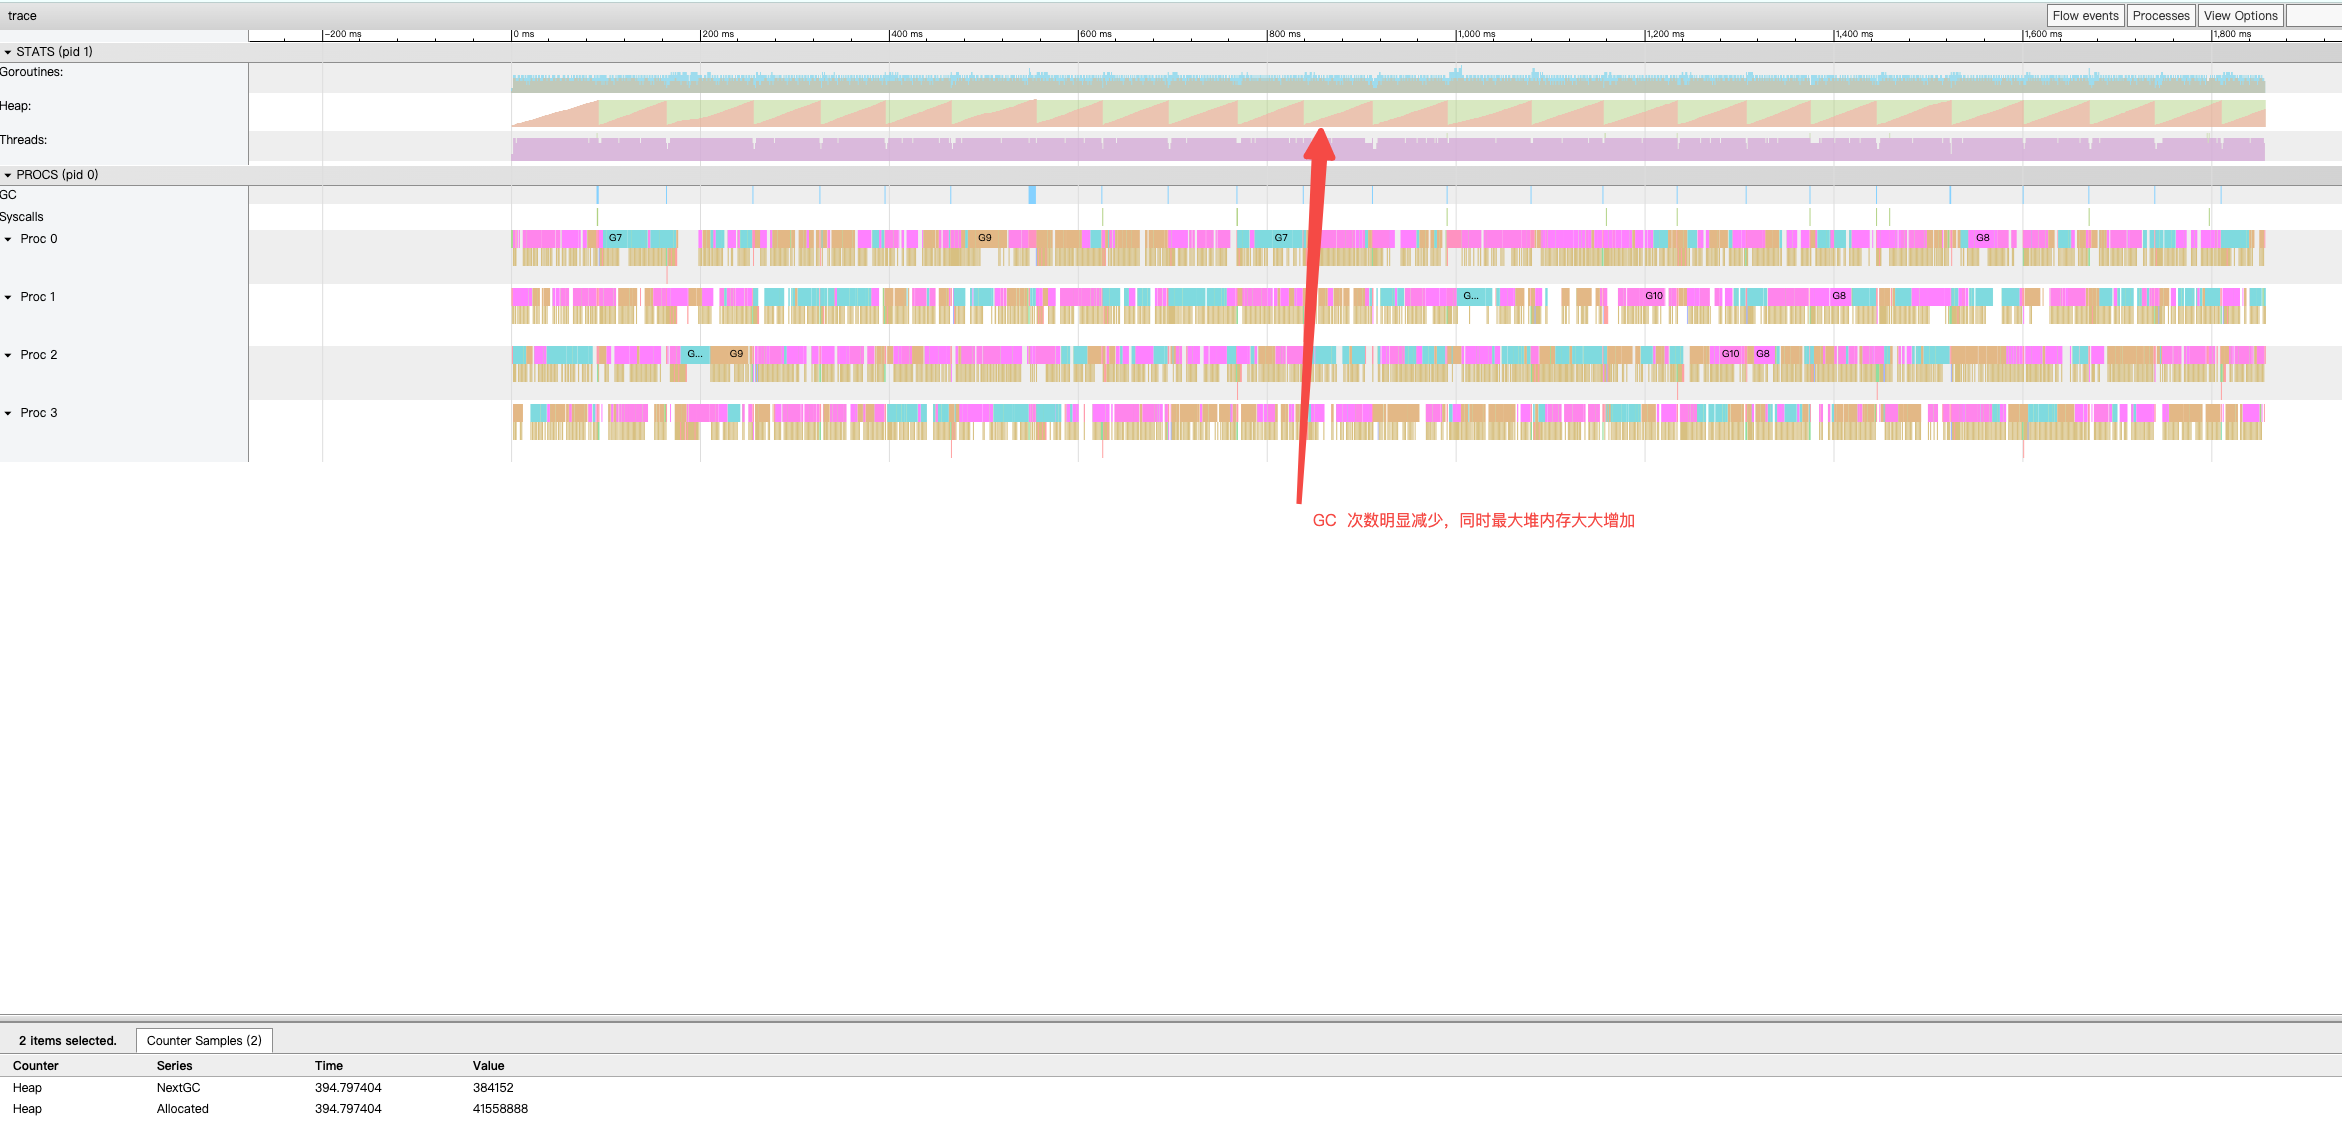 trace
Flow events Processes View Options
−200 ms 0 ms 200 ms 400 ms 600 ms 800 ms 1,000 ms 1,200 ms 1,400 ms 1,600 ms 1,800 ms
STATS (pid 1)
Goroutines:
Heap:
Threads:
PROCS (pid 0)
GC
Syscalls
Proc 0 G7 G9 G7 G8
Proc 1 G... G10 G8
Proc 2 G... G9 G10 G8
Proc 3
GC 次数明显减少，同时最大堆内存大大增加
2 items selected. Counter Samples (2)
Counter Series Time Value
Heap NextGC 394.797404 384152
Heap Allocated 394.797404 41558888